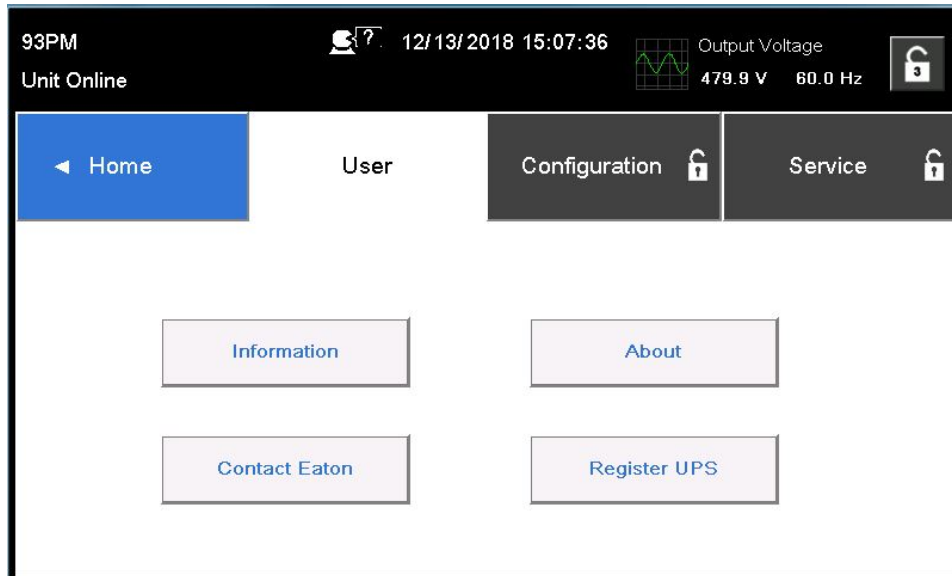 93PM
Unit Online
?
12/13/2018 15:07:36
Output Voltage
479.9 V 60.0 Hz
3
◄ Home
User
Configuration
Service
Information
About
Contact Eaton
Register UPS